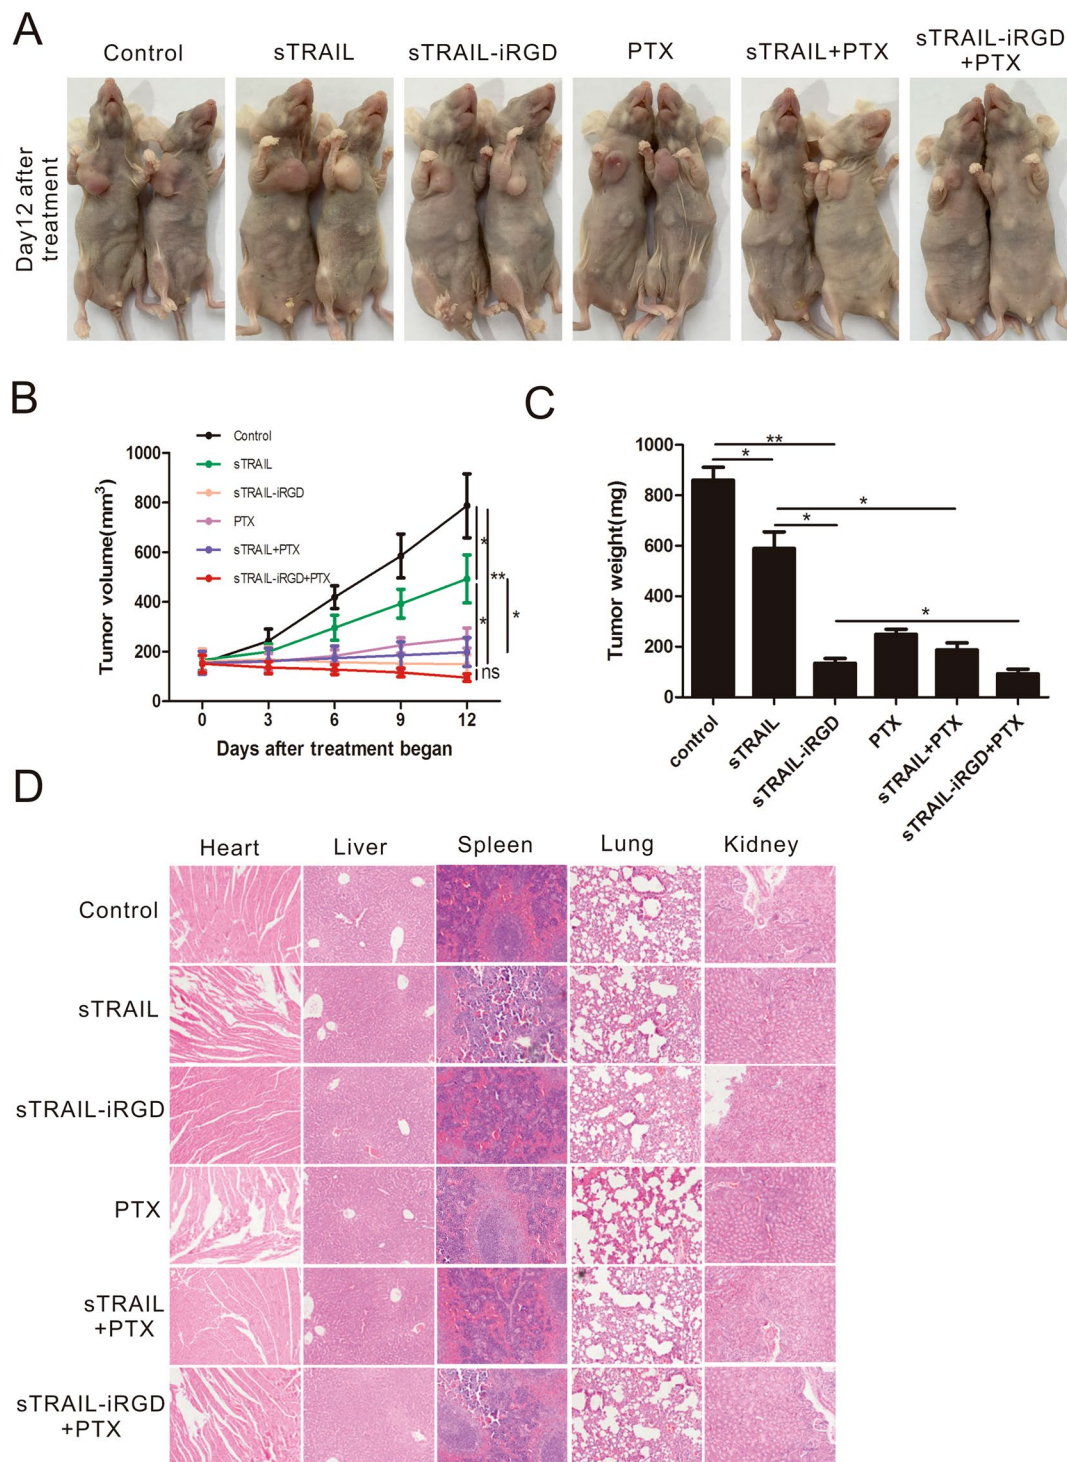 A
Control
sTRAIL
sTRAIL-iRGD
PTX
sTRAIL+PTX
sTRAIL-iRGD
+PTX
Day12 after
treatment
B
Control
sTRAIL
sTRAIL-iRGD
PTX
sTRAIL+PTX
sTRAIL-iRGD+PTX
Tumor volume(mm³)
1000
800
600
400
200
0
*
**
*
*
ns
0
3
6
9
12
Days after treatment began
C
Tumor weight(mg)
1000
800
600
400
200
0
**
*
*
*
*
control
sTRAIL
sTRAIL-iRGD
PTX
sTRAIL+PTX
sTRAIL-iRGD+PTX
D
Heart
Liver
Spleen
Lung
Kidney
Control
sTRAIL
sTRAIL-iRGD
PTX
sTRAIL
+PTX
sTRAIL-iRGD
+PTX